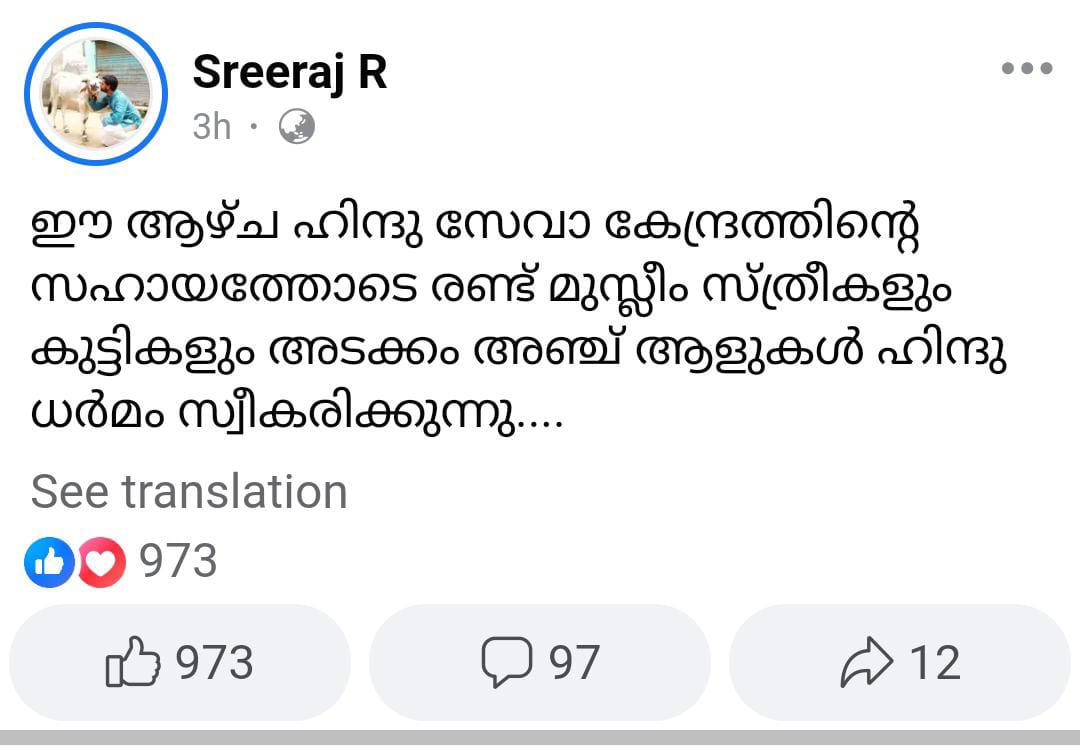 Sreeraj R
3h ·
ഈ ആഴ്ച ഹിന്ദു സേവാ കേന്ദ്രത്തിന്റെ
സഹായത്തോടെ രണ്ട് മുസ്ലീം സ്ത്രീകളും
കുട്ടികളും അടക്കം അഞ്ച് ആളുകൾ ഹിന്ദു
ധർമം സ്വീകരിക്കുന്നു....
See translation
973
973 97 12